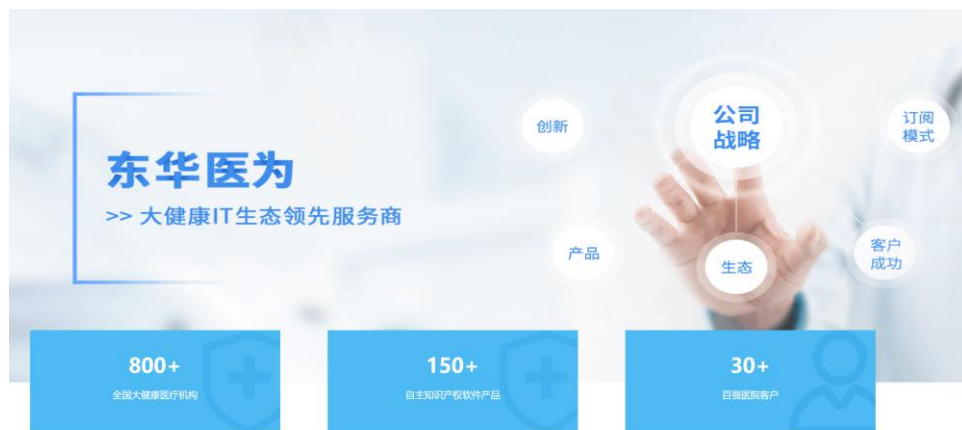 东华医为
>> 大健康IT生态领先服务商
创新
公司
战略
订阅
模式
产品
生态
客户
成功
800+
全国大健康医疗机构
150+
自主知识产权软件产品
30+
百强医院客户